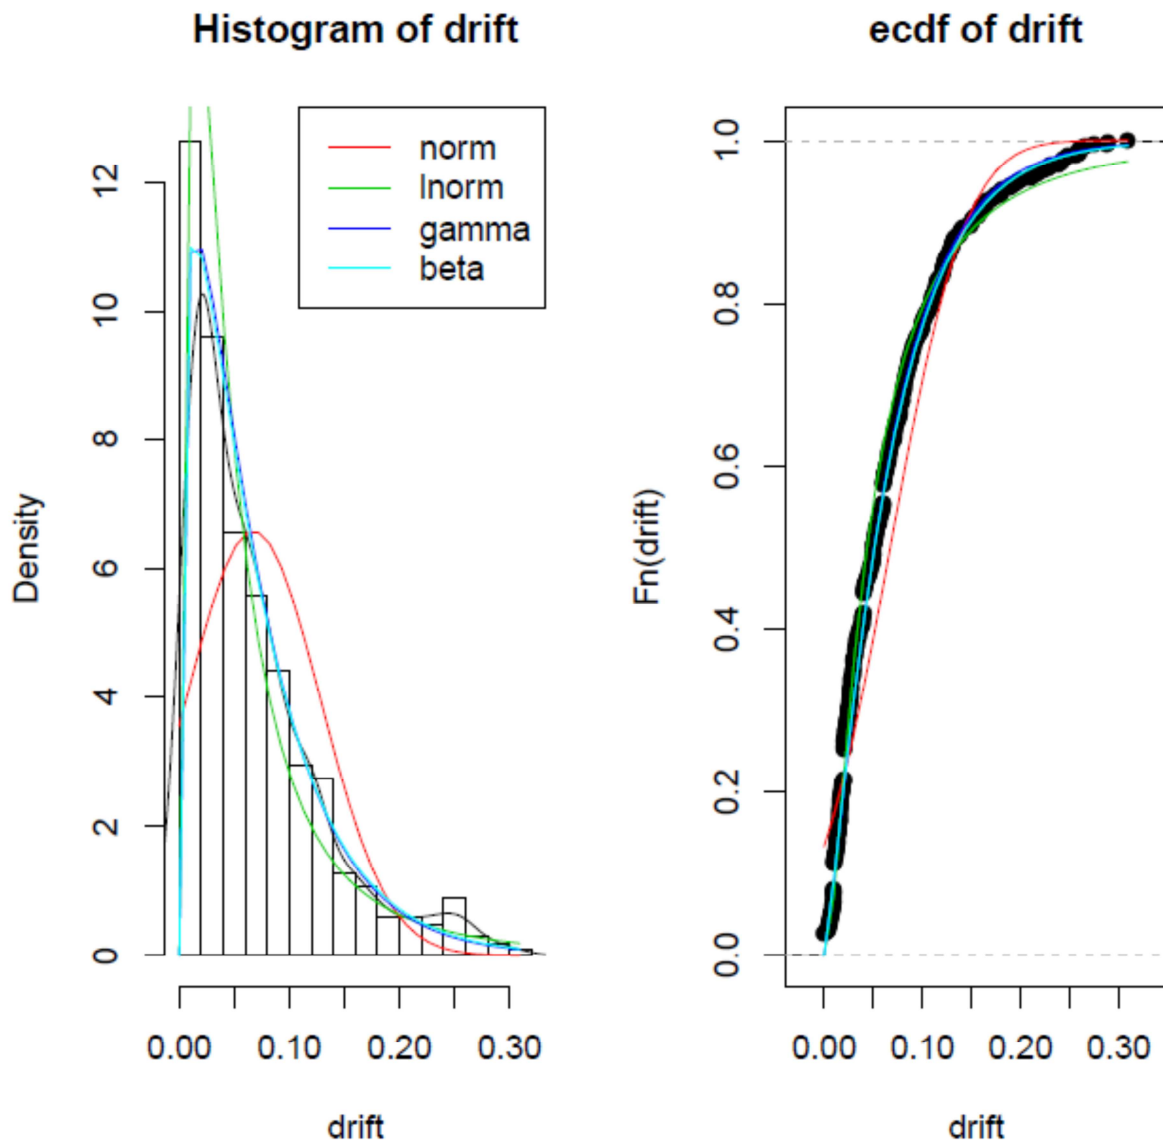 Histogram of drift
norm
lnorm
gamma
beta
12
10
8
6
4
2
0
Density
0.00 0.10 0.20 0.30
drift
ecdf of drift
1.0
0.8
0.6
0.4
0.2
0.0
Fn(drift)
0.00 0.10 0.20 0.30
drift